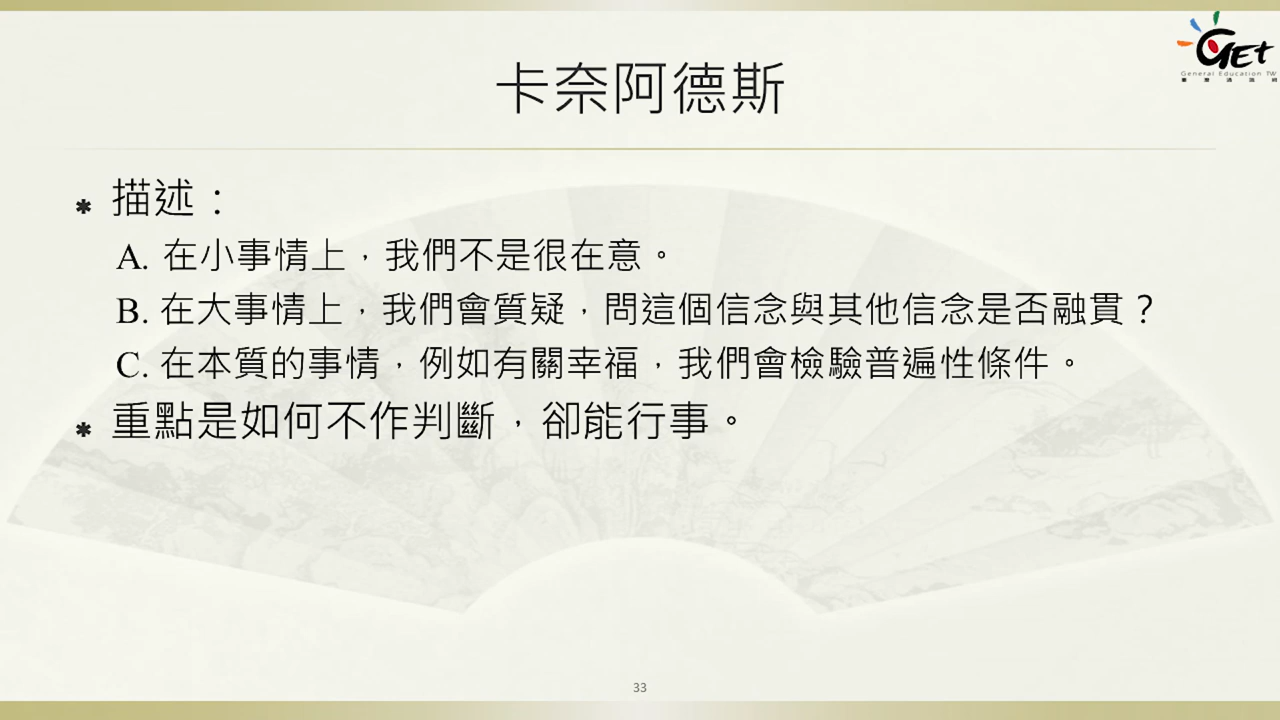 GET
General Education TW
卡奈阿德斯
描述：
A. 在小事情上，我們不是很在意。
B. 在大事情上，我們會質疑，問這個信念與其他信念是否融貫？
C. 在本質的事情，例如有關幸福，我們會檢驗普遍性條件。
重點是如何不作判斷，卻能行事。
33